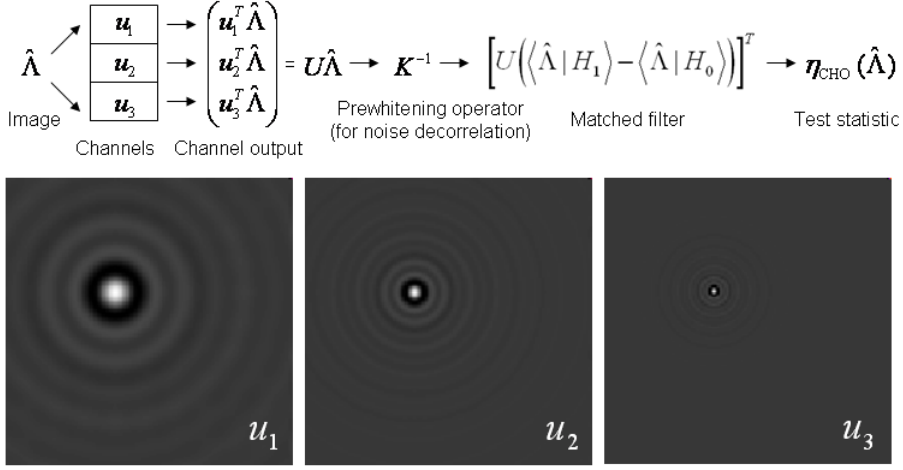 Λ̂ u₁ u₂ u₃ u₁ᵀΛ̂ u₂ᵀΛ̂ u₃ᵀΛ̂ = UΛ̂ K⁻¹ [U(⟨Λ̂|H₁⟩−⟨Λ̂|H₀⟩)]ᵀ η_CHO(Λ̂)
Image
Channels
Channel output
Prewhitening operator
(for noise decorrelation)
Matched filter
Test statistic
u₁
u₂
u₃